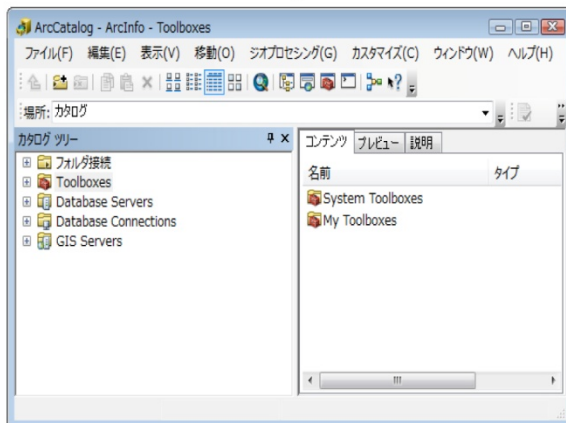 ArcCatalog - ArcInfo - Toolboxes
ファイル(F) 編集(E) 表示(V) 移動(O) ジオプロセシング(G) カスタマイズ(C) ウィンドウ(W) ヘルプ(H)
場所: カタログ
カタログ ツリー
フォルダ接続
Toolboxes
Database Servers
Database Connections
GIS Servers
コンテンツ プレビュー 説明
名前 タイプ
System Toolboxes
My Toolboxes